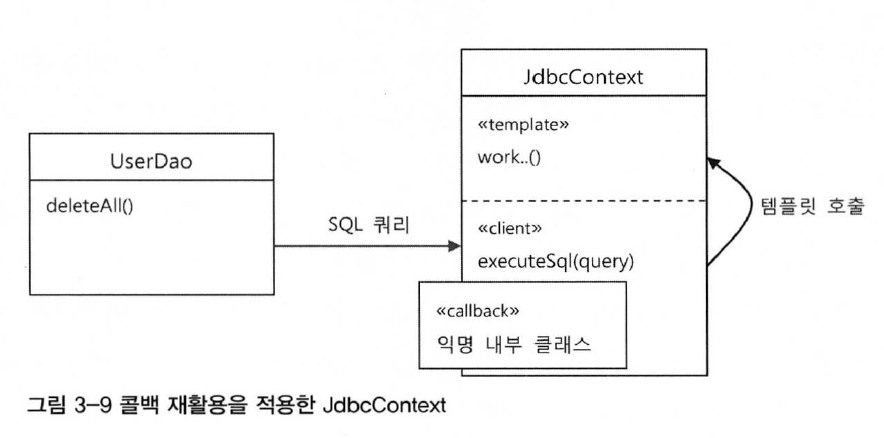 JdbcContext
«template»
work..()
UserDao
deleteAll()
SQL 쿼리
템플릿 호출
«client»
executeSql(query)
«callback»
익명 내부 클래스
그림 3-9 콜백 재활용을 적용한 JdbcContext